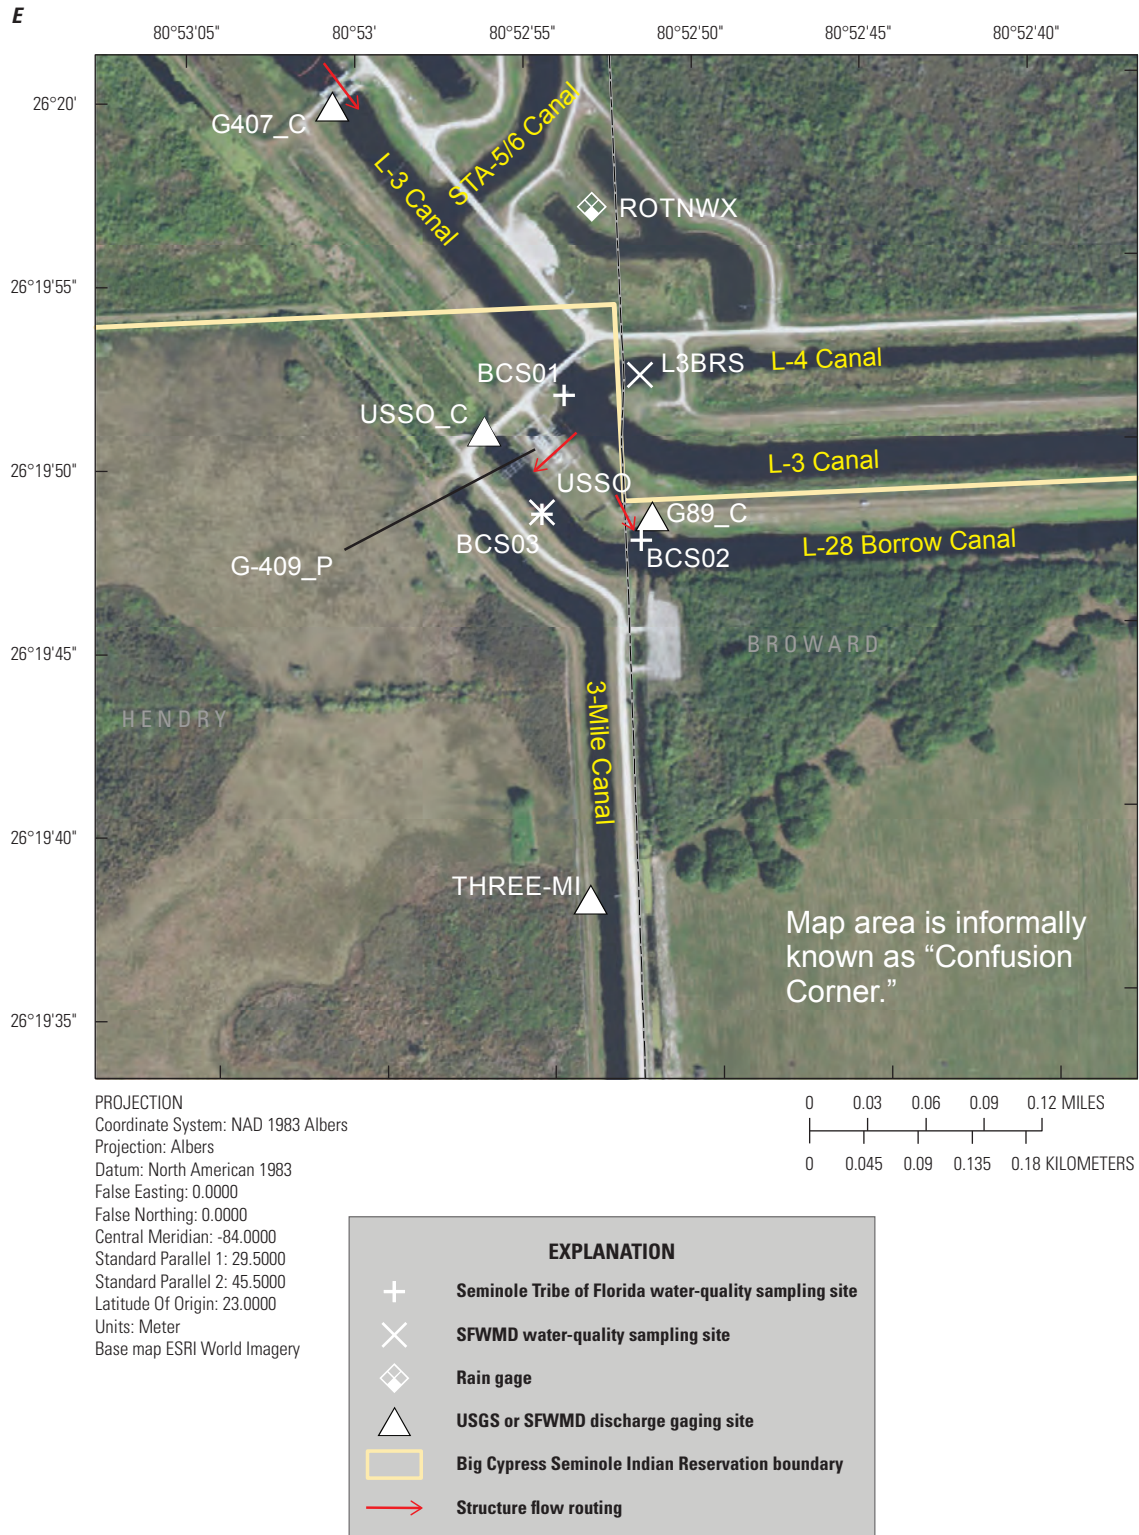 E
80°53'05"
80°53'
80°52'55"
80°52'50"
80°52'45"
80°52'40"
26°20'
G407_C
L-3 Canal
STA-5/6 Canal
ROTNWX
26°19'55"
BCS01
L3BRS
L-4 Canal
USSO_C
26°19'50"
L-3 Canal
USSO
G89_C
BCS03
BCS02
L-28 Borrow Canal
G-409_P
26°19'45"
BROWARD
HENDRY
3-Mile Canal
26°19'40"
THREE-MI
Map area is informally
known as “Confusion
Corner.”
26°19'35"
PROJECTION
Coordinate System: NAD 1983 Albers
Projection: Albers
Datum: North American 1983
False Easting: 0.0000
False Northing: 0.0000
Central Meridian: -84.0000
Standard Parallel 1: 29.5000
Standard Parallel 2: 45.5000
Latitude Of Origin: 23.0000
Units: Meter
Base map ESRI World Imagery
0 0.03 0.06 0.09 0.12 MILES
0 0.045 0.09 0.135 0.18 KILOMETERS
EXPLANATION
Seminole Tribe of Florida water-quality sampling site
SFWMD water-quality sampling site
Rain gage
USGS or SFWMD discharge gaging site
Big Cypress Seminole Indian Reservation boundary
Structure flow routing